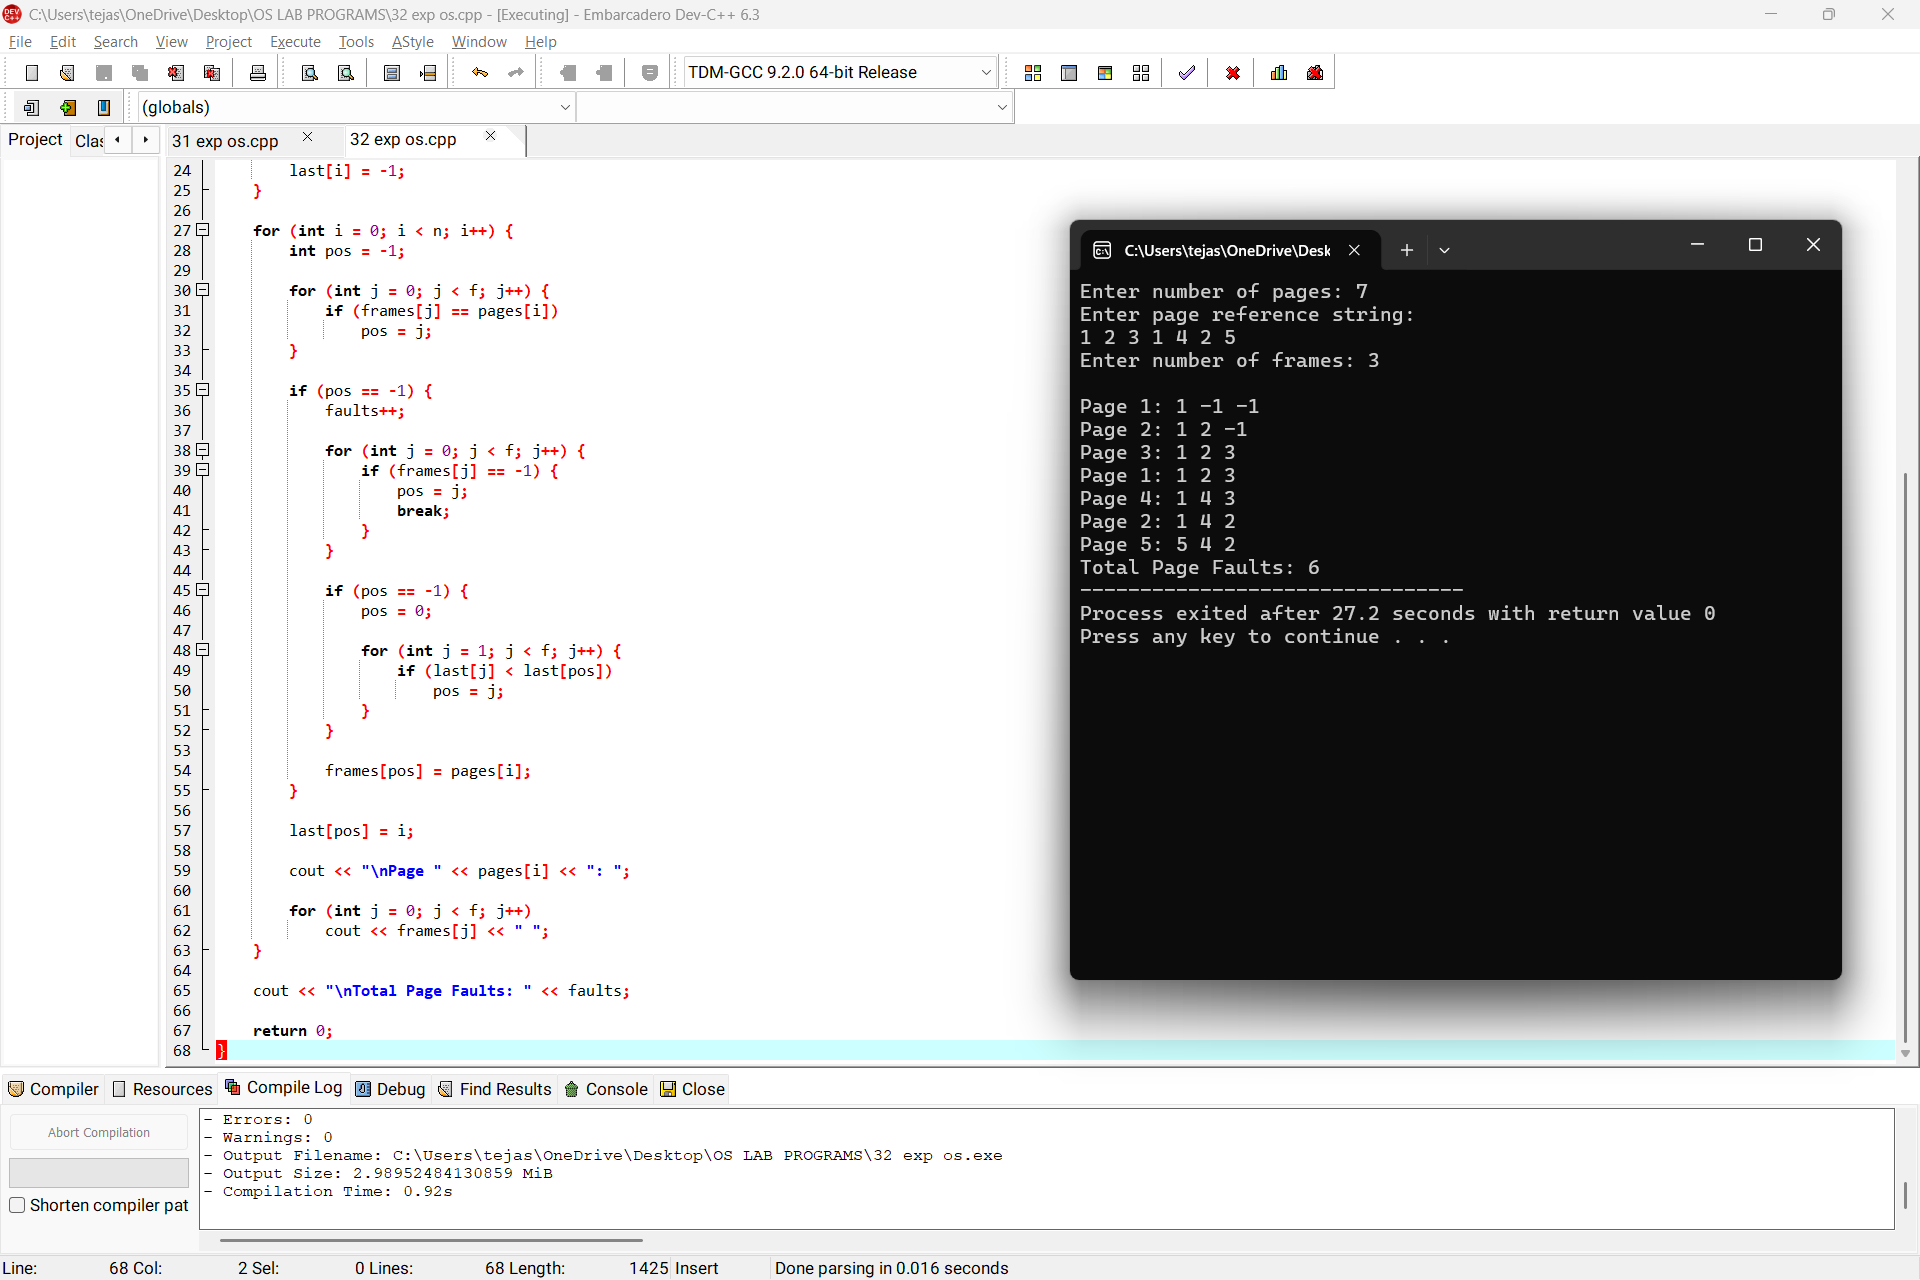 C:\Users\tejas\OneDrive\Desktop\OS LAB PROGRAMS\32 exp os.cpp - [Executing] - Embarcadero Dev-C++ 6.3
File Edit Search View Project Execute Tools AStyle Window Help
TDM-GCC 9.2.0 64-bit Release
(globals)
Project Clas 31 exp os.cpp 32 exp os.cpp
24 last[i] = -1;
25 }
26
27 for (int i = 0; i < n; i++) {
28 int pos = -1;
29
30 for (int j = 0; j < f; j++) {
31 if (frames[j] == pages[i])
32 pos = j;
33 }
34
35 if (pos == -1) {
36 faults++;
37
38 for (int j = 0; j < f; j++) {
39 if (frames[j] == -1) {
40 pos = j;
41 break;
42 }
43 }
44
45 if (pos == -1) {
46 pos = 0;
47
48 for (int j = 1; j < f; j++) {
49 if (last[j] < last[pos])
50 pos = j;
51 }
52 }
53
54 frames[pos] = pages[i];
55 }
56
57 last[pos] = i;
58
59 cout << "\nPage " << pages[i] << ": ";
60
61 for (int j = 0; j < f; j++)
62 cout << frames[j] << " ";
63 }
64
65 cout << "\nTotal Page Faults: " << faults;
66
67 return 0;
68 }
C:\Users\tejas\OneDrive\Desk
Enter number of pages: 7
Enter page reference string:
1 2 3 1 4 2 5
Enter number of frames: 3
Page 1: 1 -1 -1
Page 2: 1 2 -1
Page 3: 1 2 3
Page 1: 1 2 3
Page 4: 1 4 3
Page 2: 1 4 2
Page 5: 5 4 2
Total Page Faults: 6
--------------------------------
Process exited after 27.2 seconds with return value 0
Press any key to continue . . .
Compiler Resources Compile Log Debug Find Results Console Close
Abort Compilation
Shorten compiler pat
- Errors: 0
- Warnings: 0
- Output Filename: C:\Users\tejas\OneDrive\Desktop\OS LAB PROGRAMS\32 exp os.exe
- Output Size: 2.98952484130859 MiB
- Compilation Time: 0.92s
Line: 68 Col: 2 Sel: 0 Lines: 68 Length: 1425 Insert Done parsing in 0.016 seconds